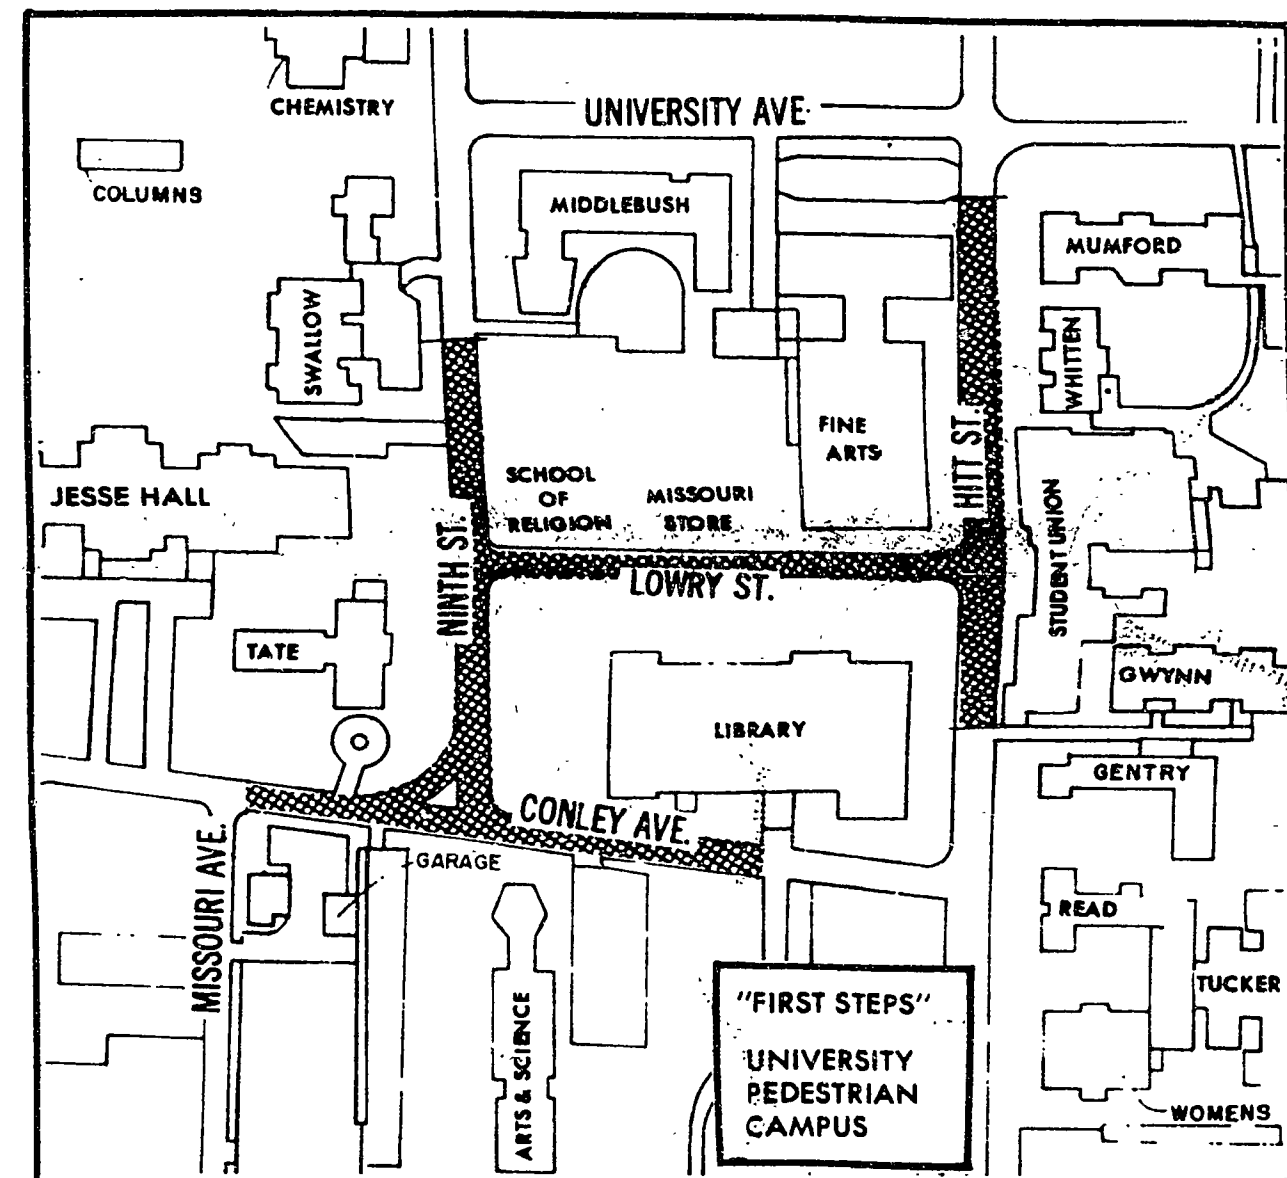 CHEMISTRY
UNIVERSITY AVE.
COLUMNS
MIDDLEBUSH
MUMFORD
SWALLOW
WHITTEN
FINE
ARTS
HITT ST.
JESSE HALL
SCHOOL
OF
RELIGION
MISSOURI
STORE
NINTH ST.
LOWRY ST.
STUDENT UNION
TATE
GWYNN
LIBRARY
GENTRY
CONLEY AVE.
MISSOURI AVE.
GARAGE
READ
TUCKER
ARTS & SCIENCE
"FIRST STEPS"
UNIVERSITY
PEDESTRIAN
CAMPUS
WOMENS